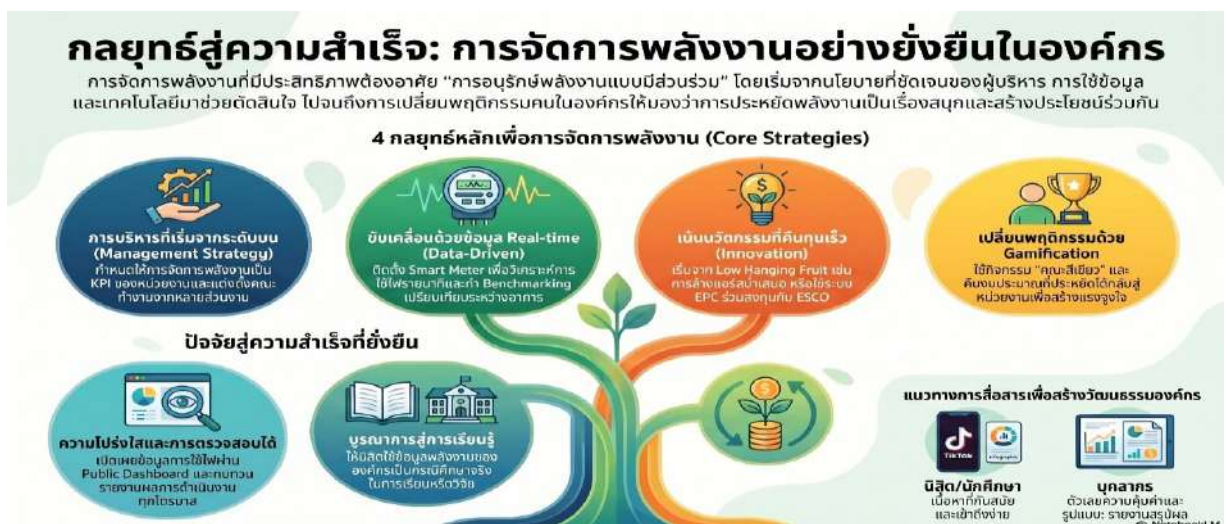 กลยุทธ์สู่ความสำเร็จ: การจัดการพลังงานอย่างยั่งยืนในองค์กร
การจัดการพลังงานที่มีประสิทธิภาพต้องอาศัย “การอนุรักษ์พลังงานแบบมีส่วนร่วม” โดยเริ่มจากนโยบายที่ชัดเจนของผู้บริหาร การใช้ข้อมูล
และเทคโนโลยีมาช่วยตัดสินใจ ไปจนถึงการเปลี่ยนพฤติกรรมคนในองค์กรให้มองว่าการประหยัดพลังงานเป็นเรื่องสนุกและสร้างประโยชน์ร่วมกัน
4 กลยุทธ์หลักเพื่อการจัดการพลังงาน (Core Strategies)
การบริหารที่เริ่มจากระดับบน
(Management Strategy)
กำหนดให้การจัดการพลังงานเป็น
KPI ของหน่วยงานและแต่งตั้งคณะ
ทำงานจากหลายส่วนงาน
ขับเคลื่อนด้วยข้อมูล Real-time
(Data-Driven)
ติดตั้ง Smart Meter เพื่อวิเคราะห์การ
ใช้ไฟรายนาทีและทำ Benchmarking
เปรียบเทียบระหว่างอาคาร
เน้นนวัตกรรมที่คืนทุนเร็ว
(Innovation)
เริ่มจาก Low Hanging Fruit เช่น
การล้างแอร์สม่ำเสมอ หรือใช้ระบบ
EPC ร่วมลงทุนกับ ESCO
เปลี่ยนพฤติกรรมด้วย
Gamification
ใช้กิจกรรม “คณะสีเขียว” และ
คืนงบประมาณที่ประหยัดได้กลับสู่
หน่วยงานเพื่อสร้างแรงจูงใจ
ปัจจัยสู่ความสำเร็จที่ยั่งยืน
ความโปร่งใสและการตรวจสอบได้
เปิดเผยข้อมูลการใช้ไฟผ่าน
Public Dashboard และทบทวน
รายงานผลการดำเนินงาน
ทุกไตรมาส
บูรณาการสู่การเรียนรู้
ให้นิสิตใช้ข้อมูลพลังงานของ
องค์กรเป็นกรณีศึกษาจริง
ในการเรียนหรือวิจัย
แนวทางการสื่อสารเพื่อสร้างวัฒนธรรมองค์กร
TikTok
นิสิต/นักศึกษา
เนื้อหาที่ทันสมัย
และเข้าถึงง่าย
บุคลากร
ตัวเลขความคุ้มค่าและ
รูปแบบ: รายงานสรุปผล